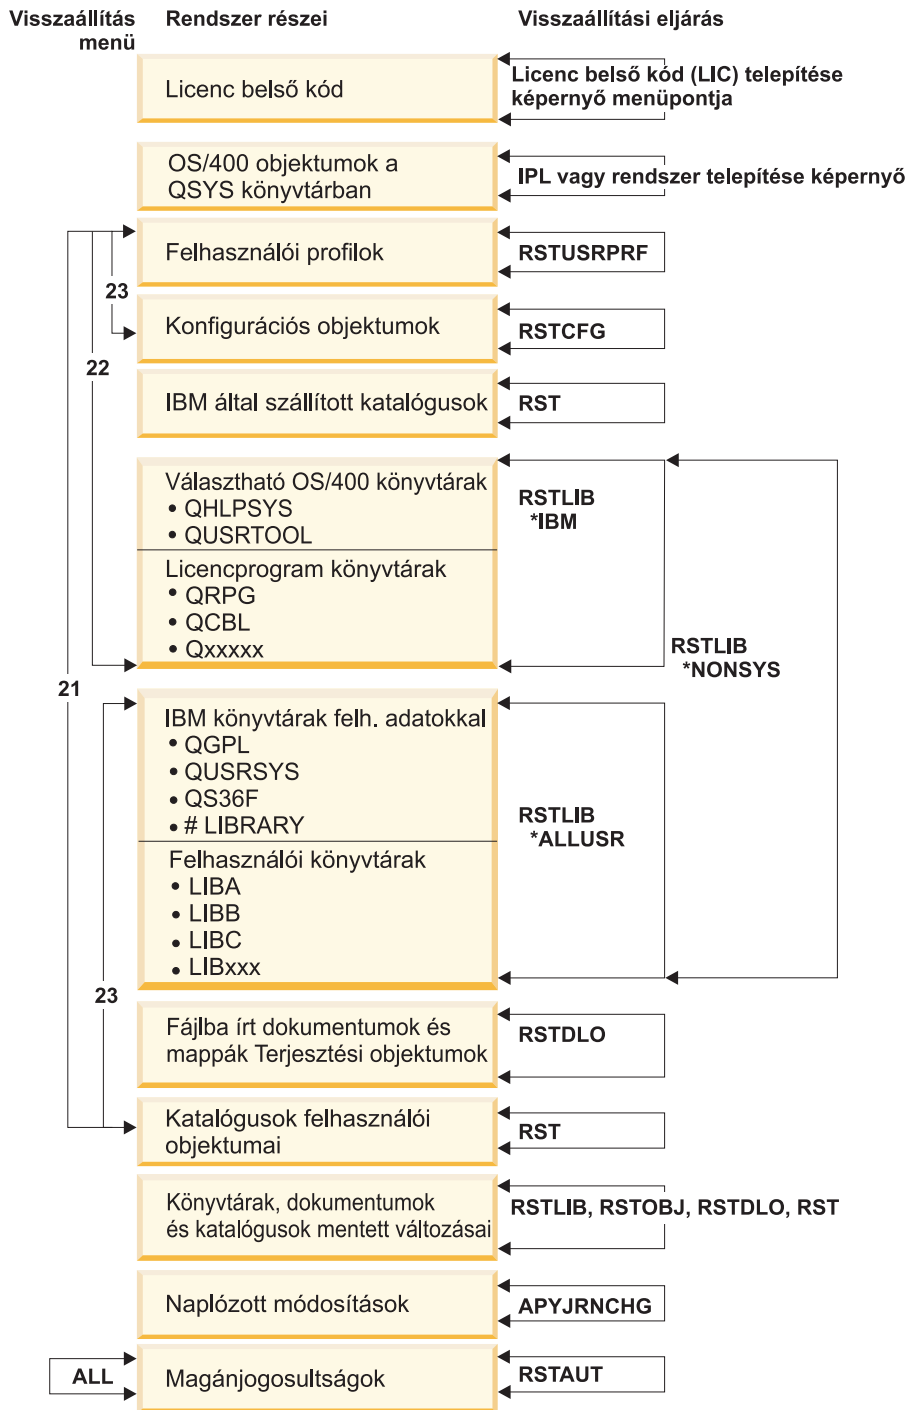 Visszaállítás menü
Rendszer részei
Visszaállítási eljárás
Licenc belső kód
Licenc belső kód (LIC) telepítése
képernyő menüpontja
OS/400 objektumok a
QSYS könyvtárban
IPL vagy rendszer telepítése képernyő
Felhasználói profilok
RSTUSRPRF
23
Konfigurációs objektumok
RSTCFG
22
IBM által szállított katalógusok
RST
Választható OS/400 könyvtárak
• QHLPSYS
• QUSRTOOL
RSTLIB
*IBM
Licencprogram könyvtárak
• QRPG
• QCBL
• Qxxxxx
RSTLIB
*NONSYS
21
IBM könyvtárak felh. adatokkal
• QGPL
• QUSRSYS
• QS36F
• # LIBRARY
RSTLIB
*ALLUSR
Felhasználói könyvtárak
• LIBA
• LIBB
• LIBC
• LIBxxx
23
Fájlba írt dokumentumok és
mappák Terjesztési objektumok
RSTDLO
Katalógusok felhasználói
objektumai
RST
Könyvtárak, dokumentumok
és katalógusok mentett változásai
RSTLIB, RSTOBJ, RSTDLO, RST
Naplózott módosítások
APYJRNCHG
ALL
Magánjogosultságok
RSTAUT